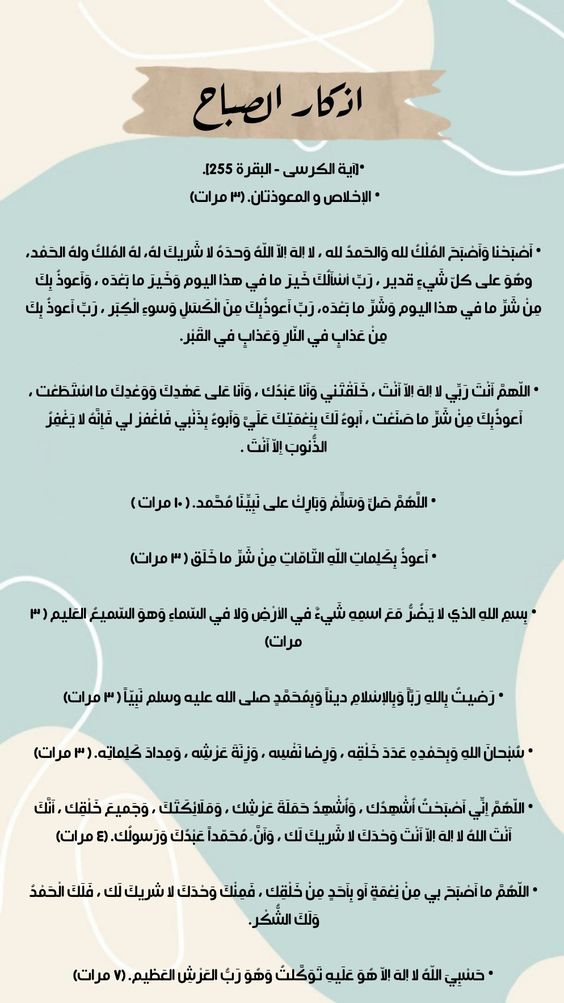 اذكار الصباح
•[آية الكرسى - البقرة 255].
• الإخلاص و المعوذتان. (٣ مرات)
• أَصْبَحْنا وَأَصْبَحَ المُلْكُ لله وَالحَمدُ لله ، لا إلهَ إلاّ اللّهُ وَحدَهُ لا شَريكَ لهُ، لهُ المُلكُ ولهُ الحَمْد،
وهُوَ على كلّ شَيءٍ قدير ، رَبِّ أسْأَلُكَ خَيرَ ما في هذا اليوم وَخَيرَ ما بَعْدَه ، وَأَعوذُ بِكَ
مِنْ شَرِّ ما في هذا اليوم وَشَرِّ ما بَعْدَه، رَبِّ أَعوذُبِكَ مِنَ الْكَسَلِ وَسوءِ الْكِبَر ، رَبِّ أَعوذُ بِكَ
مِنْ عَذابٍ في النّارِ وَعَذابٍ في القَبْر.
• اللّهمَّ أَنْتَ رَبِّي لا إلهَ إلاّ أَنْتَ ، خَلَقْتَني وَأَنا عَبْدُك ، وَأَنا عَلى عَهْدِكَ وَوَعْدِكَ ما اسْتَطَعْت ،
أَعوذُبِكَ مِنْ شَرِّ ما صَنَعْت ، أَبوءُ لَكَ بِنِعْمَتِكَ عَلَيَّ وَأَبوءُ بِذَنْبي فَاغْفِرْ لي فَإِنَّهُ لا يَغْفِرُ
الذُّنوبَ إِلاّ أَنْتَ .
• اللَّهُمَّ صَلِّ وَسَلِّمْ وَبَارِكْ على نَبِيِّنَا مُحَمَّد. ( ١٠ مرات )
• أَعوذُ بِكَلِماتِ اللّهِ التّامّاتِ مِنْ شَرِّ ما خَلَق ( ٣ مرات)
• بِسمِ اللهِ الذي لا يَضُرُّ مَعَ اسمِهِ شَيءٌ في الأرْضِ وَلا في السّماءِ وَهوَ السّميعُ العَليم ( ٣
مرات)
• رَضيتُ بِاللهِ رَبَّاً وَبِالإسْلامِ ديناً وَبِمُحَمَّدٍ صلى الله عليه وسلم نَبِيّاً ( ٣ مرات)
• سُبْحانَ اللهِ وَبِحَمْدِهِ عَدَدَ خَلْقِه ، وَرِضا نَفْسِه ، وَزِنَةَ عَرْشِه ، وَمِدادَ كَلِماتِه. ( ٣ مرات)
• اللّهُمَّ إِنِّي أَصْبَحْتُ أُشْهِدُك ، وَأُشْهِدُ حَمَلَةَ عَرْشِك ، وَمَلَائِكَتَكَ ، وَجَميعَ خَلْقِك ، أَنَّكَ
أَنْتَ اللهُ لا إلهَ إلاّ أَنْتَ وَحْدَكَ لا شَريكَ لَك ، وَأَنَّ مُحَمّداً عَبْدُكَ وَرَسولُك. (٤ مرات)
• اللّهُمَّ ما أَصْبَحَ بي مِنْ نِعْمَةٍ أَو بِأَحَدٍ مِنْ خَلْقِك ، فَمِنْكَ وَحْدَكَ لا شريكَ لَك ، فَلَكَ الْحَمْدُ
وَلَكَ الشُّكْر.
• حَسْبِيَ اللّهُ لا إلهَ إلاّ هُوَ عَلَيهِ تَوَكَّلتُ وَهُوَ رَبُّ العَرْشِ العَظيم. (٧ مرات)